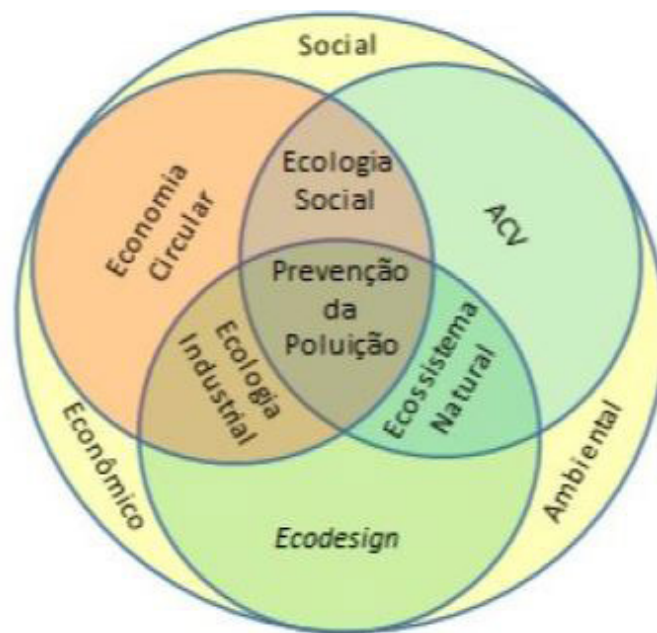 Social
Ecologia
Social
Economia
Circular
ACV
Prevenção
da
Poluição
Ecologia
Industrial
Ecossistema
Natural
Econômico
Ambiental
Ecodesign